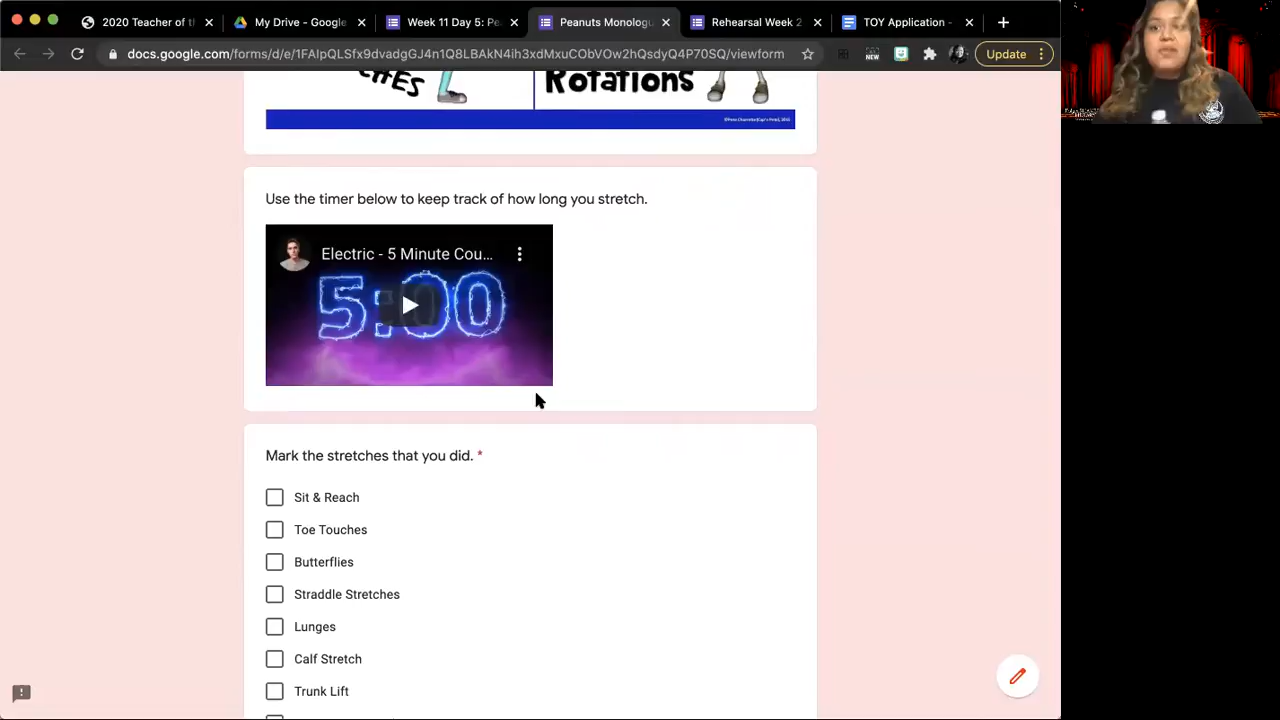 2020 Teacher of th
My Drive - Google
Week 11 Day 5: Pe
Peanuts Monologu
Rehearsal Week 2
TOY Application -
docs.google.com/forms/d/e/1FAIpQLSfx9dvadgGJ4n1Q8LBAkN4ih3xdMxuCObVOw2hQsdyQ4P70SQ/viewform
NEW
Update
Rotations
Use the timer below to keep track of how long you stretch.
Electric - 5 Minute Cou...
5:00
Mark the stretches that you did. *
Sit & Reach
Toe Touches
Butterflies
Straddle Stretches
Lunges
Calf Stretch
Trunk Lift